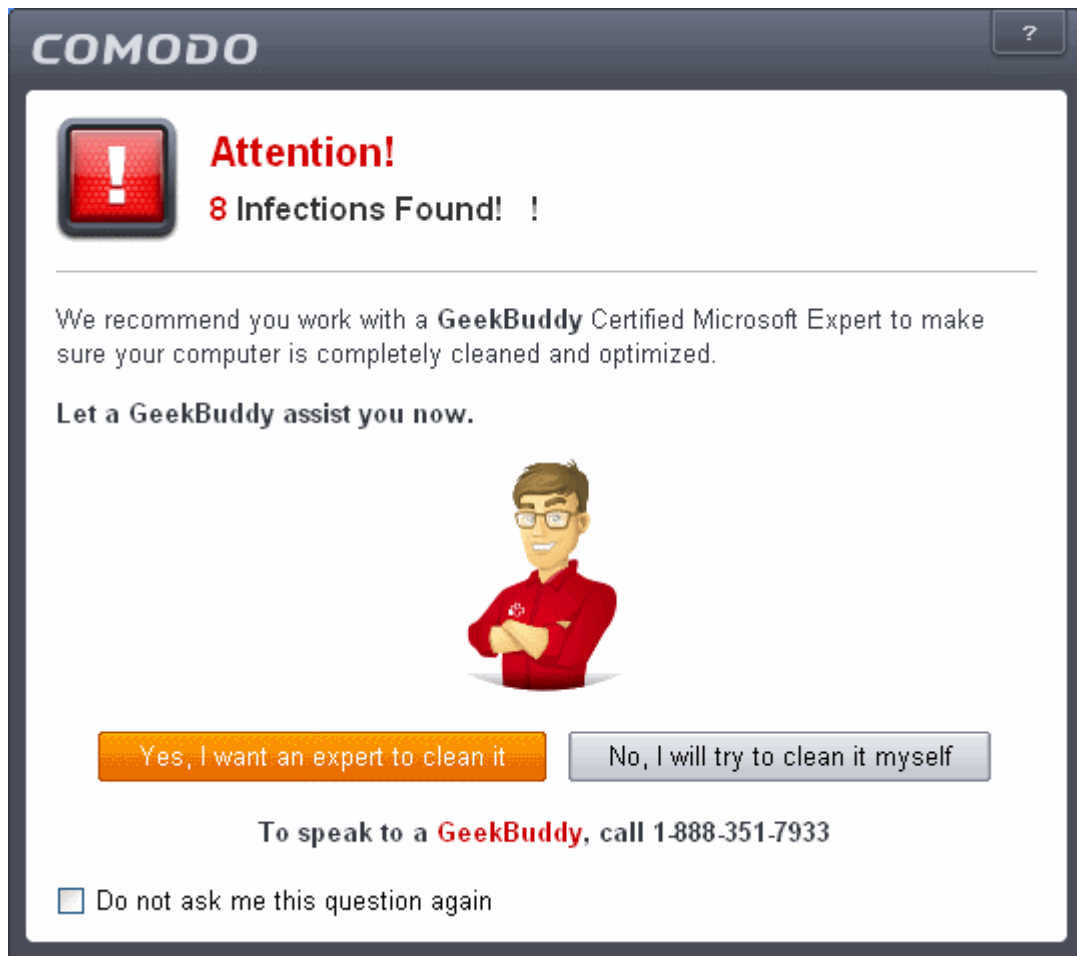 COMODO
?
!
Attention!
8 Infections Found! !
We recommend you work with a GeekBuddy Certified Microsoft Expert to make
sure your computer is completely cleaned and optimized.
Let a GeekBuddy assist you now.
Yes, I want an expert to clean it
No, I will try to clean it myself
To speak to a GeekBuddy, call 1-888-351-7933
Do not ask me this question again